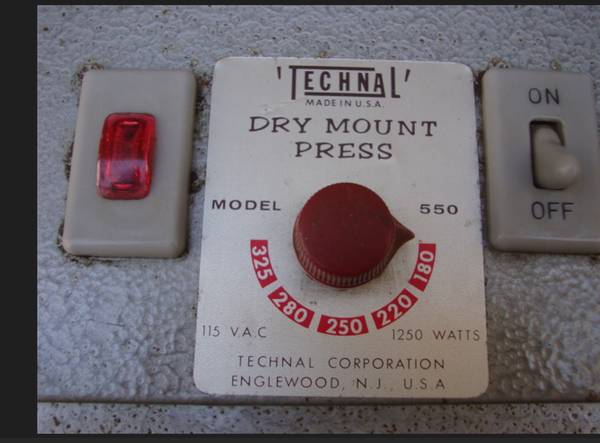 'TECHNAL'
MADE IN U.S.A.
DRY MOUNT
PRESS
MODEL 550
325 280 250 220 180
115 V.A.C 1250 WATTS
TECHNAL CORPORATION
ENGLEWOOD, N.J., U.S.A
ON
OFF